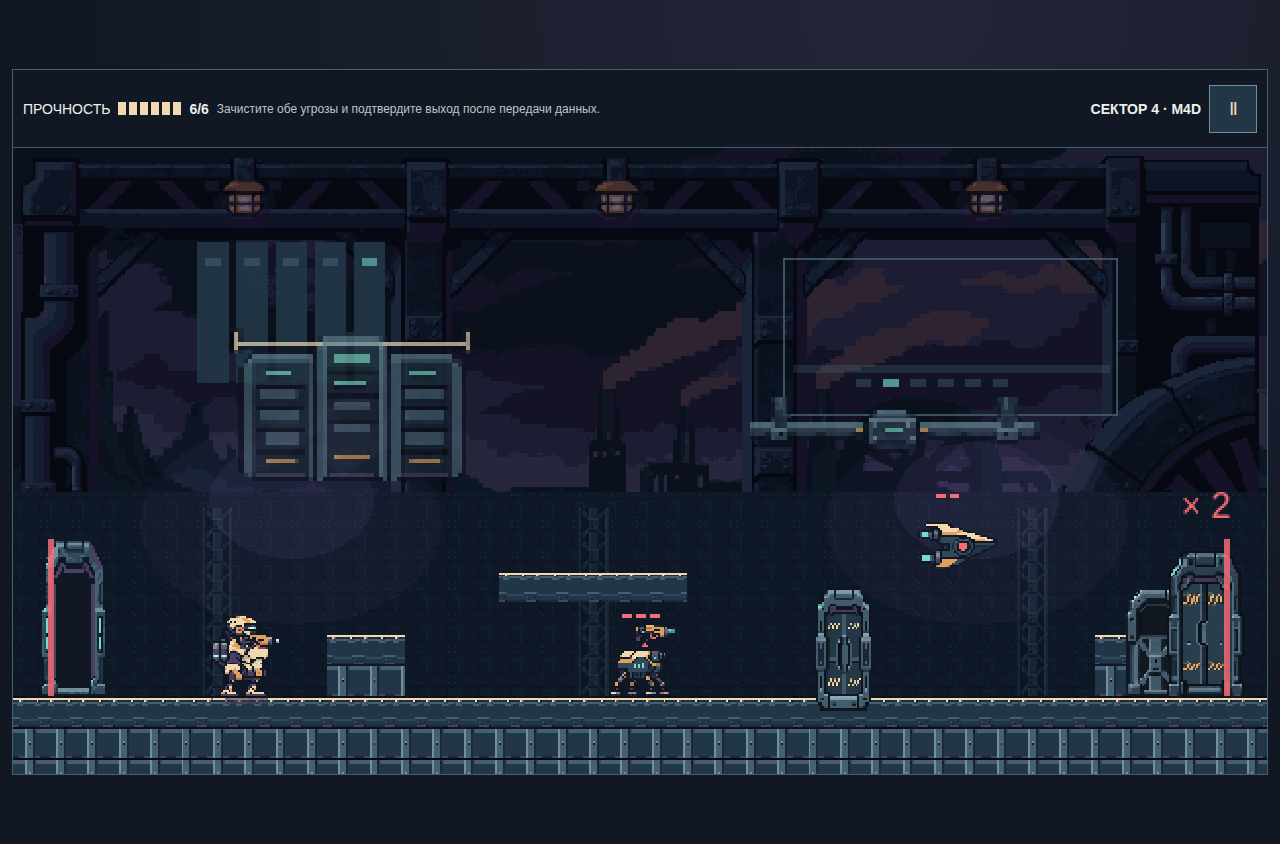 ПРОЧНОСТЬ 6/6 Зачистите обе угрозы и подтвердите выход после передачи данных.
СЕКТОР 4 · M4D
× 2